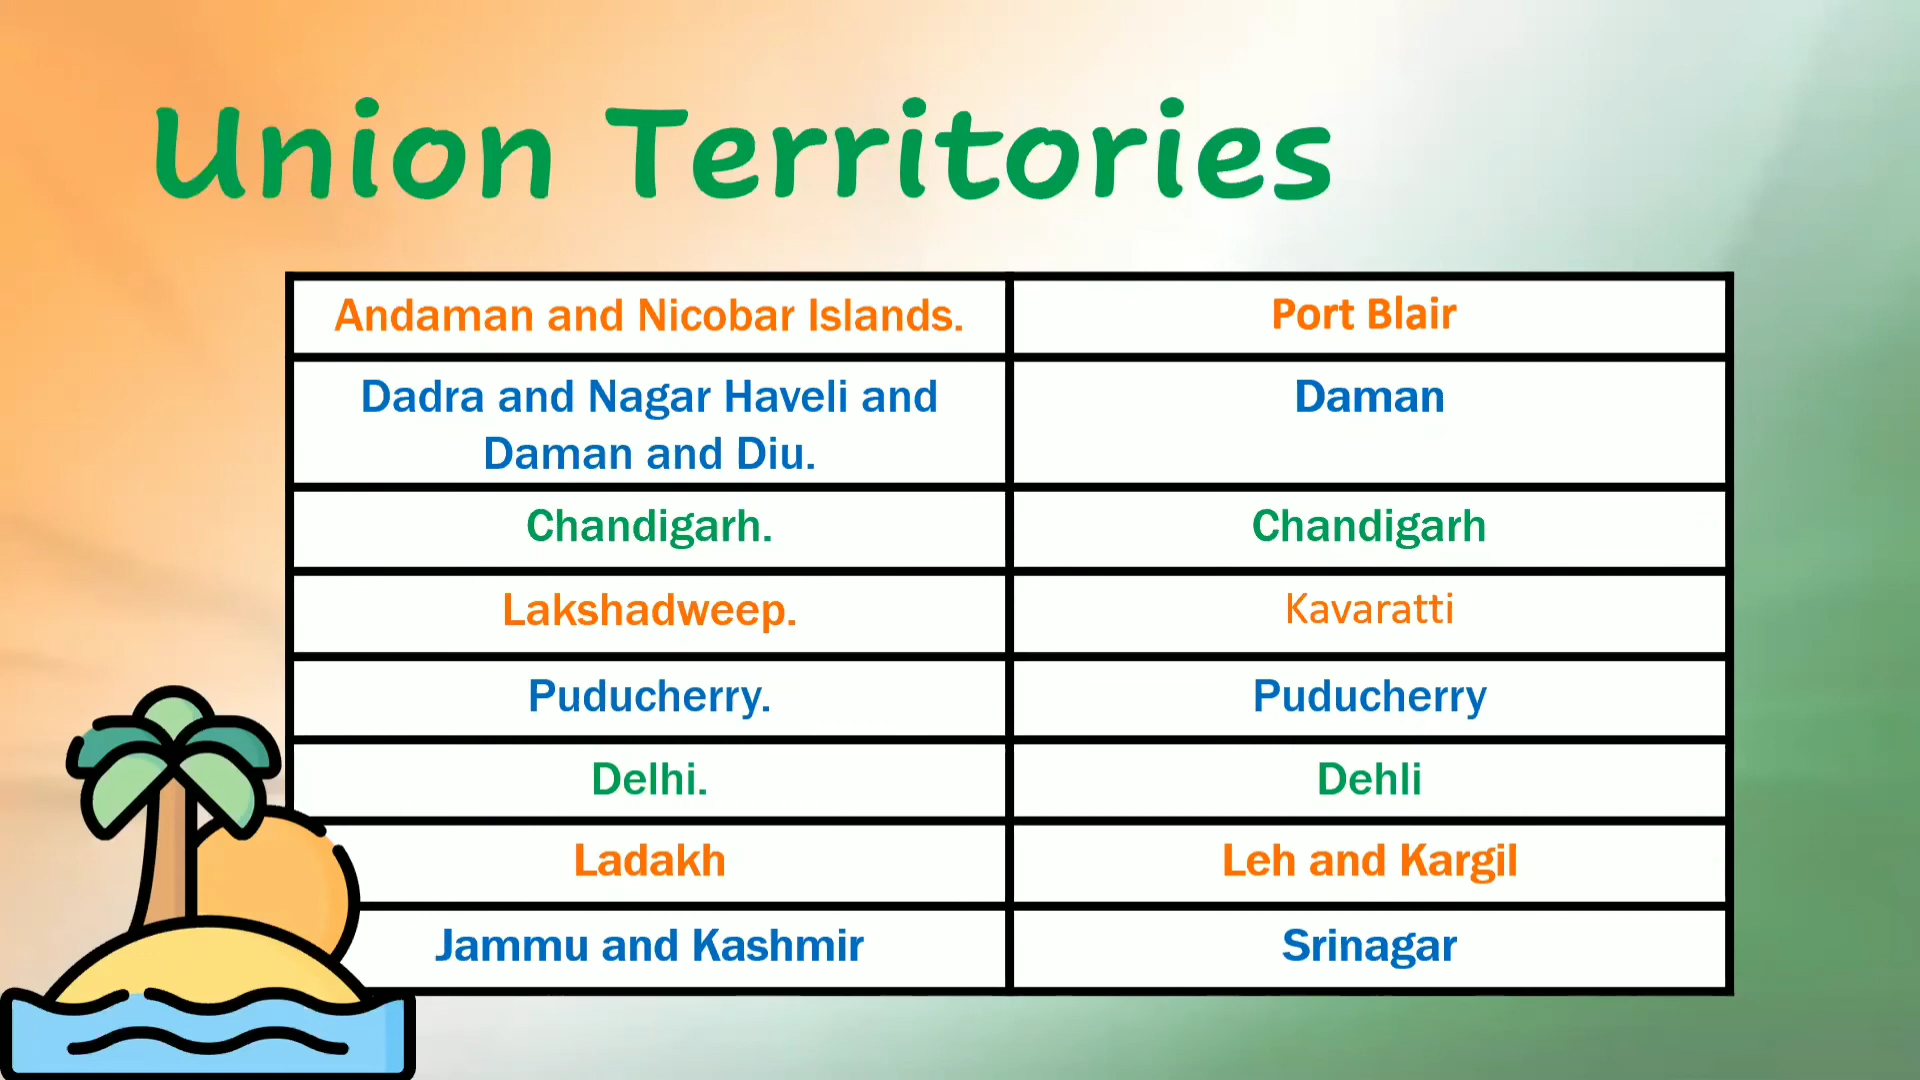 Union Territories
Andaman and Nicobar Islands. Port Blair
Dadra and Nagar Haveli and Daman
Daman and Diu.
Chandigarh. Chandigarh
Lakshadweep. Kavaratti
Puducherry. Puducherry
Delhi. Dehli
Ladakh Leh and Kargil
Jammu and Kashmir Srinagar